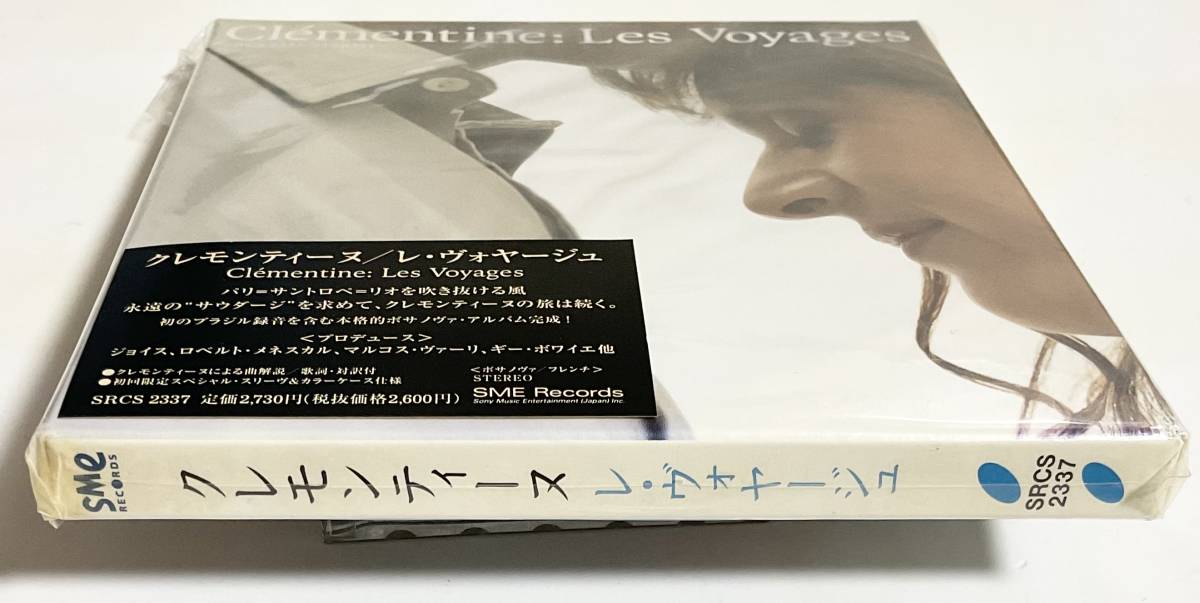 Clémentine: Les Voyages
クレモンティーヌ/レ・ヴォヤージュ
Clémentine: Les Voyages
パリ=サントロペ=リオを吹き抜ける風
永遠の"サウダージ"を求めて、クレモンティーヌの旅は続く。
初のブラジル録音を含む本格的ボサノヴァ・アルバム完成!
<プロデュース>
ジョイス、ロベルト・メネスカル、マルコス・ヴァーリ、ギー・ボワイエ他
●クレモンティーヌによる曲解説/歌詞・対訳付
●初回限定スペシャル・スリーヴ&カラーケース仕様
<ボサノヴァ/フレンチ>
STEREO
SRCS 2337 定価2,730円(税抜価格2,600円)
SME Records
Sony Music Entertainment (Japan) Inc.
SMe
RECORDS
クレモンティーヌ レ・ヴォヤージュ
SRCS
2337